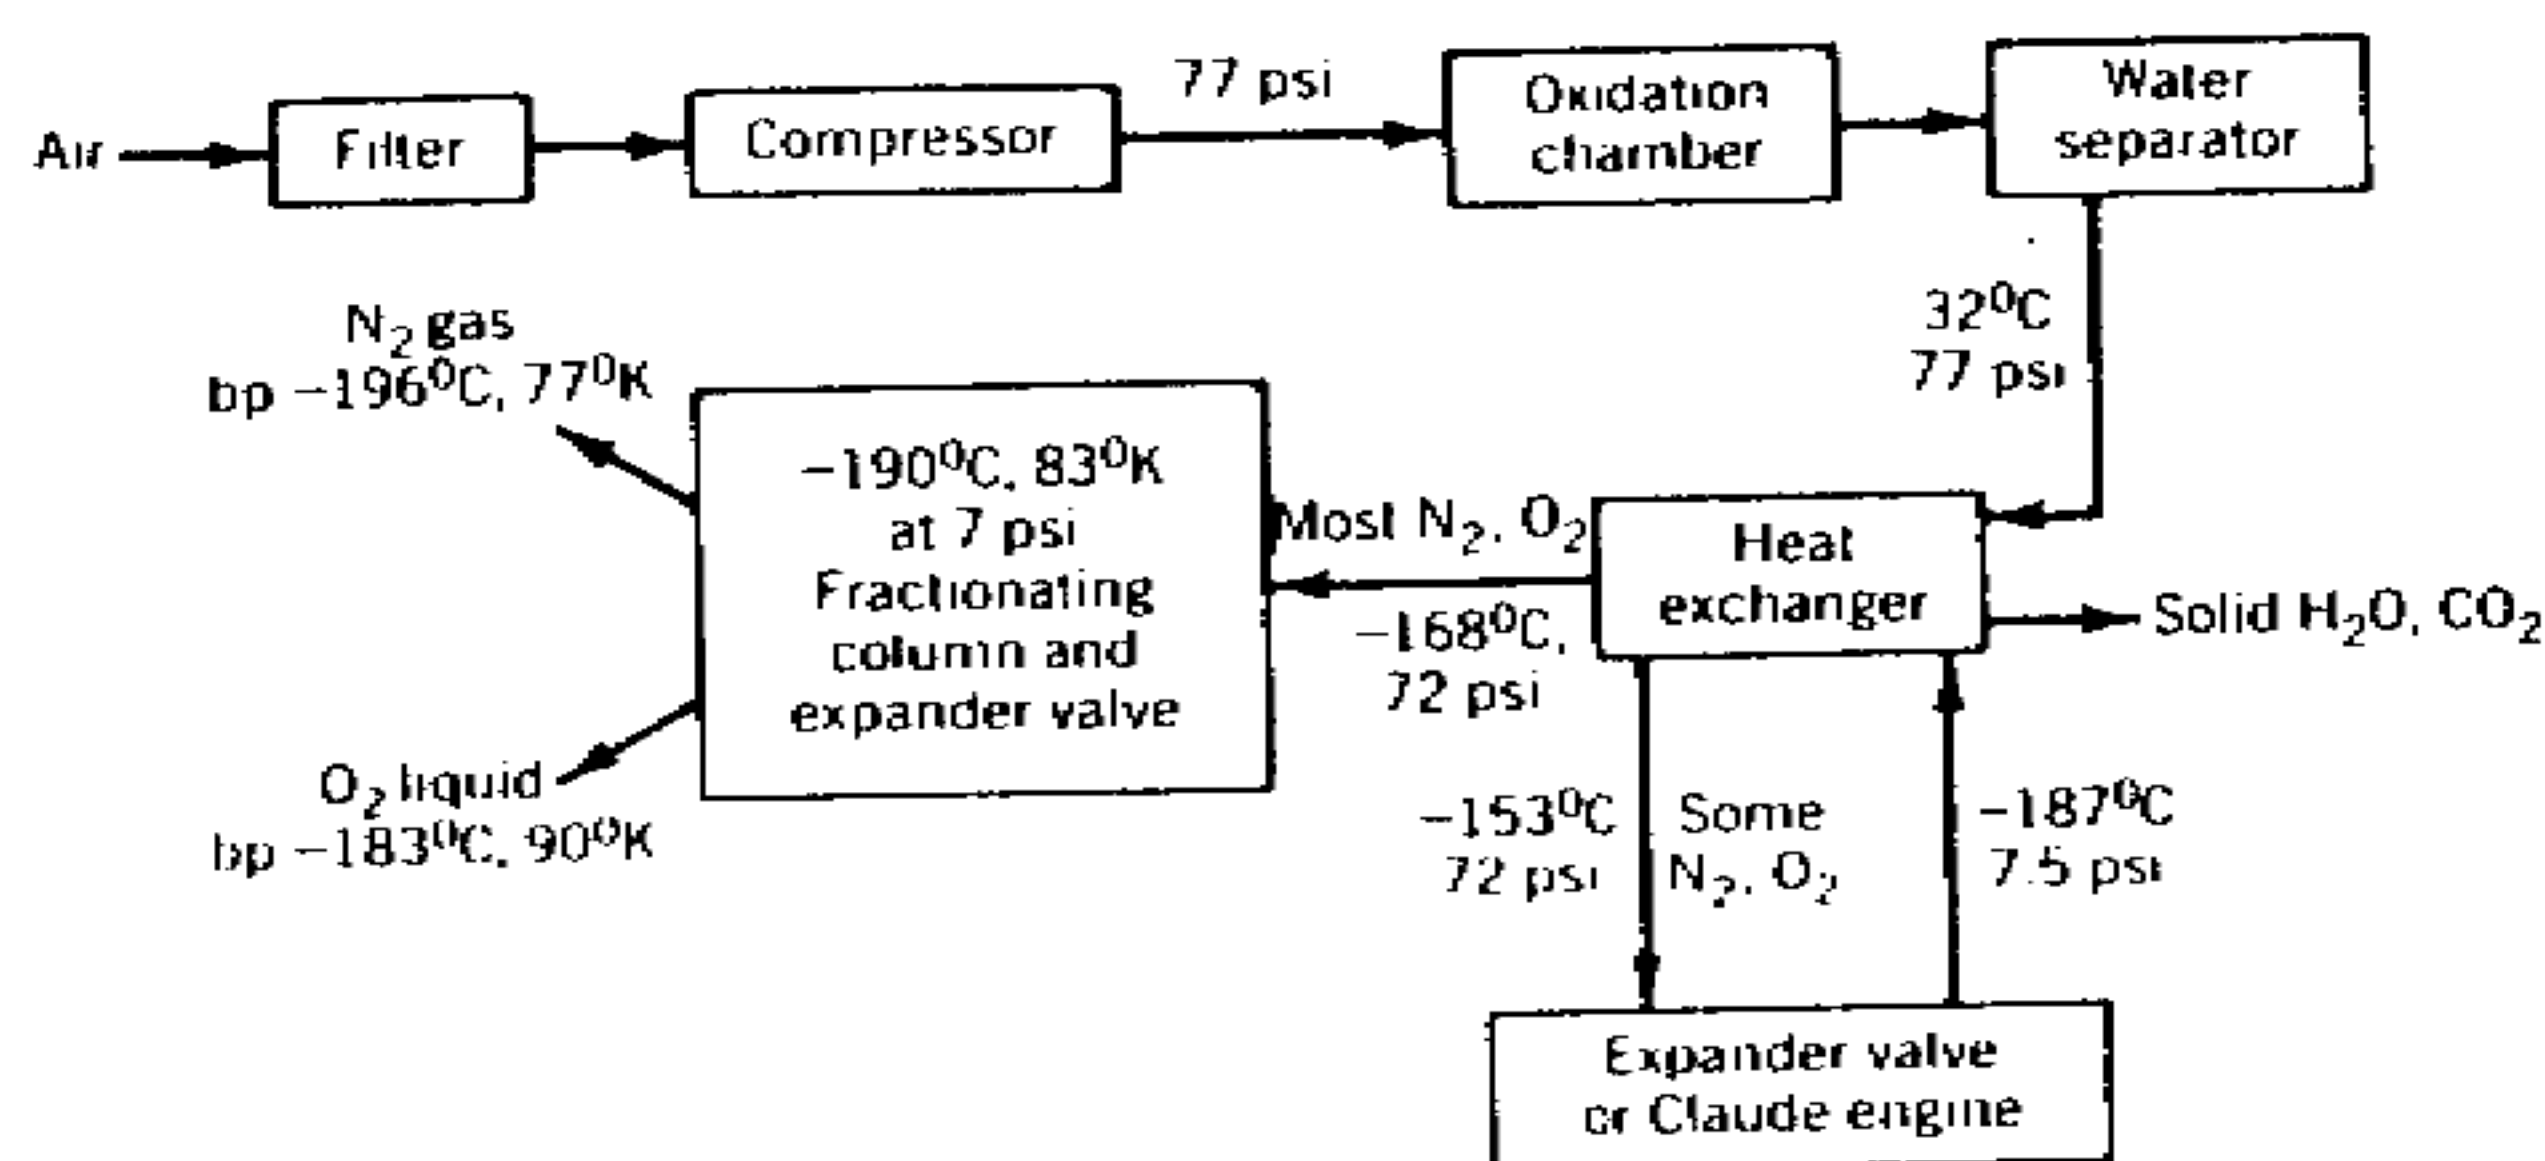 Air
Filter
Compressor
77 psi
Oxidation
chamber
Water
separator
32⁰C
77 psi
N₂ gas
bp −196⁰C, 77⁰K
−190⁰C, 83⁰K
at 7 psi
Fractionating
column and
expander valve
Most N₂, O₂
−168⁰C,
72 psi
Heat
exchanger
Solid H₂O, CO₂
O₂ liquid
bp −183⁰C, 90⁰K
−153⁰C
72 psi
Some
N₂, O₂
−187⁰C
7.5 psi
Expander valve
or Claude engine